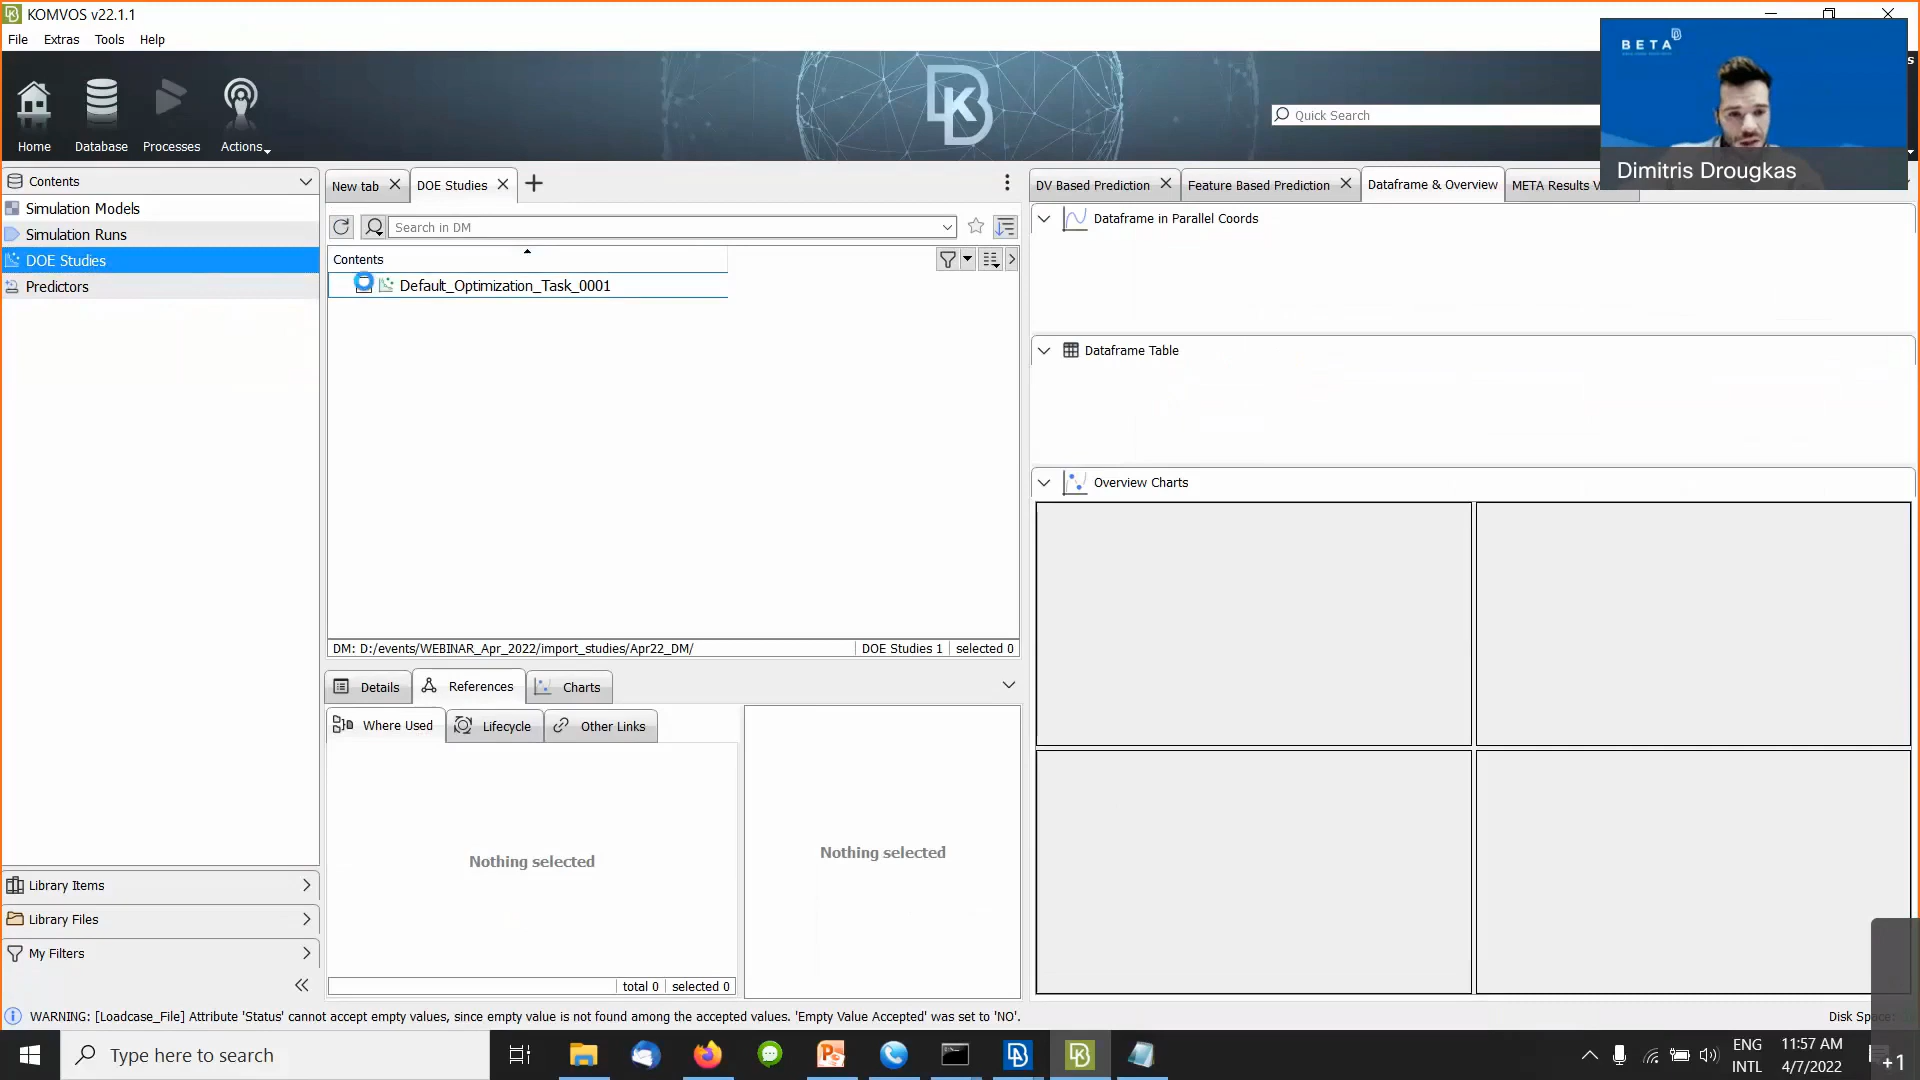 KOMVOS v22.1.1
File Extras Tools Help
BETA
Home Database Processes Actions
Quick Search
Dimitris Drougkas
Contents
Simulation Models
Simulation Runs
DOE Studies
Predictors
New tab DOE Studies
Search in DM
Contents
Default_Optimization_Task_0001
DM: D:/events/WEBINAR_Apr_2022/import_studies/Apr22_DM/ DOE Studies 1 selected 0
Details References Charts
Where Used Lifecycle Other Links
Nothing selected
Nothing selected
total 0 selected 0
DV Based Prediction Feature Based Prediction Dataframe & Overview META Results V
Dataframe in Parallel Coords
Dataframe Table
Overview Charts
Library Items
Library Files
My Filters
WARNING: [Loadcase_File] Attribute 'Status' cannot accept empty values, since empty value is not found among the accepted values. 'Empty Value Accepted' was set to 'NO'.
Disk Space:
Type here to search
ENG
INTL
11:57 AM
4/7/2022
+1